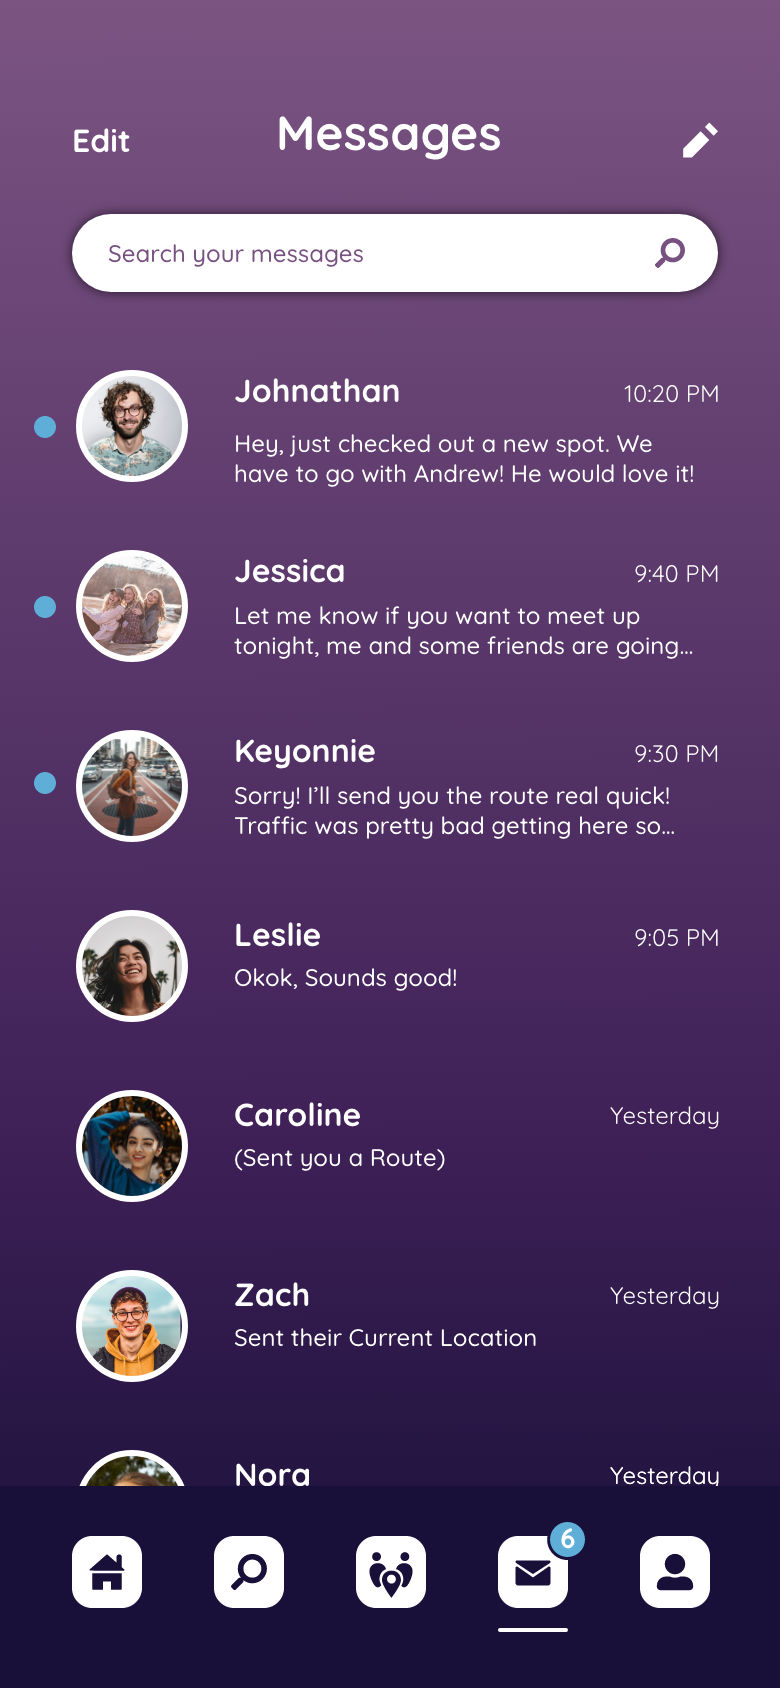 Edit
Messages
Search your messages
Johnathan
10:20 PM
Hey, just checked out a new spot. We
have to go with Andrew! He would love it!
Jessica
9:40 PM
Let me know if you want to meet up
tonight, me and some friends are going...
Keyonnie
9:30 PM
Sorry! I’ll send you the route real quick!
Traffic was pretty bad getting here so...
Leslie
9:05 PM
Okok, Sounds good!
Caroline
Yesterday
(Sent you a Route)
Zach
Yesterday
Sent their Current Location
Nora
Yesterday
6